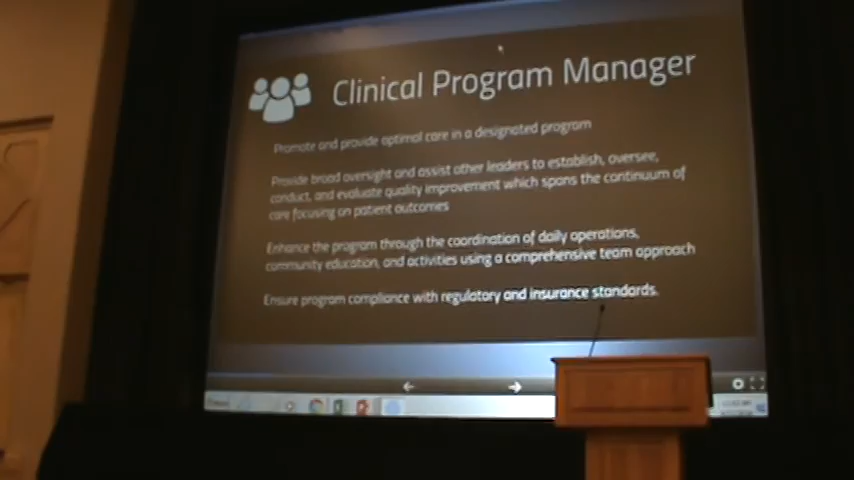 Clinical Program Manager
Promote and provide optimal care in a designated program
Provide broad oversight and assist other leaders to establish, oversee,
conduct, and evaluate quality improvement which spans the continuum of
care focusing on patient outcomes
Enhance the program through the coordination of daily operations,
community education, and activities using a comprehensive team approach
Ensure program compliance with regulatory and insurance standards.